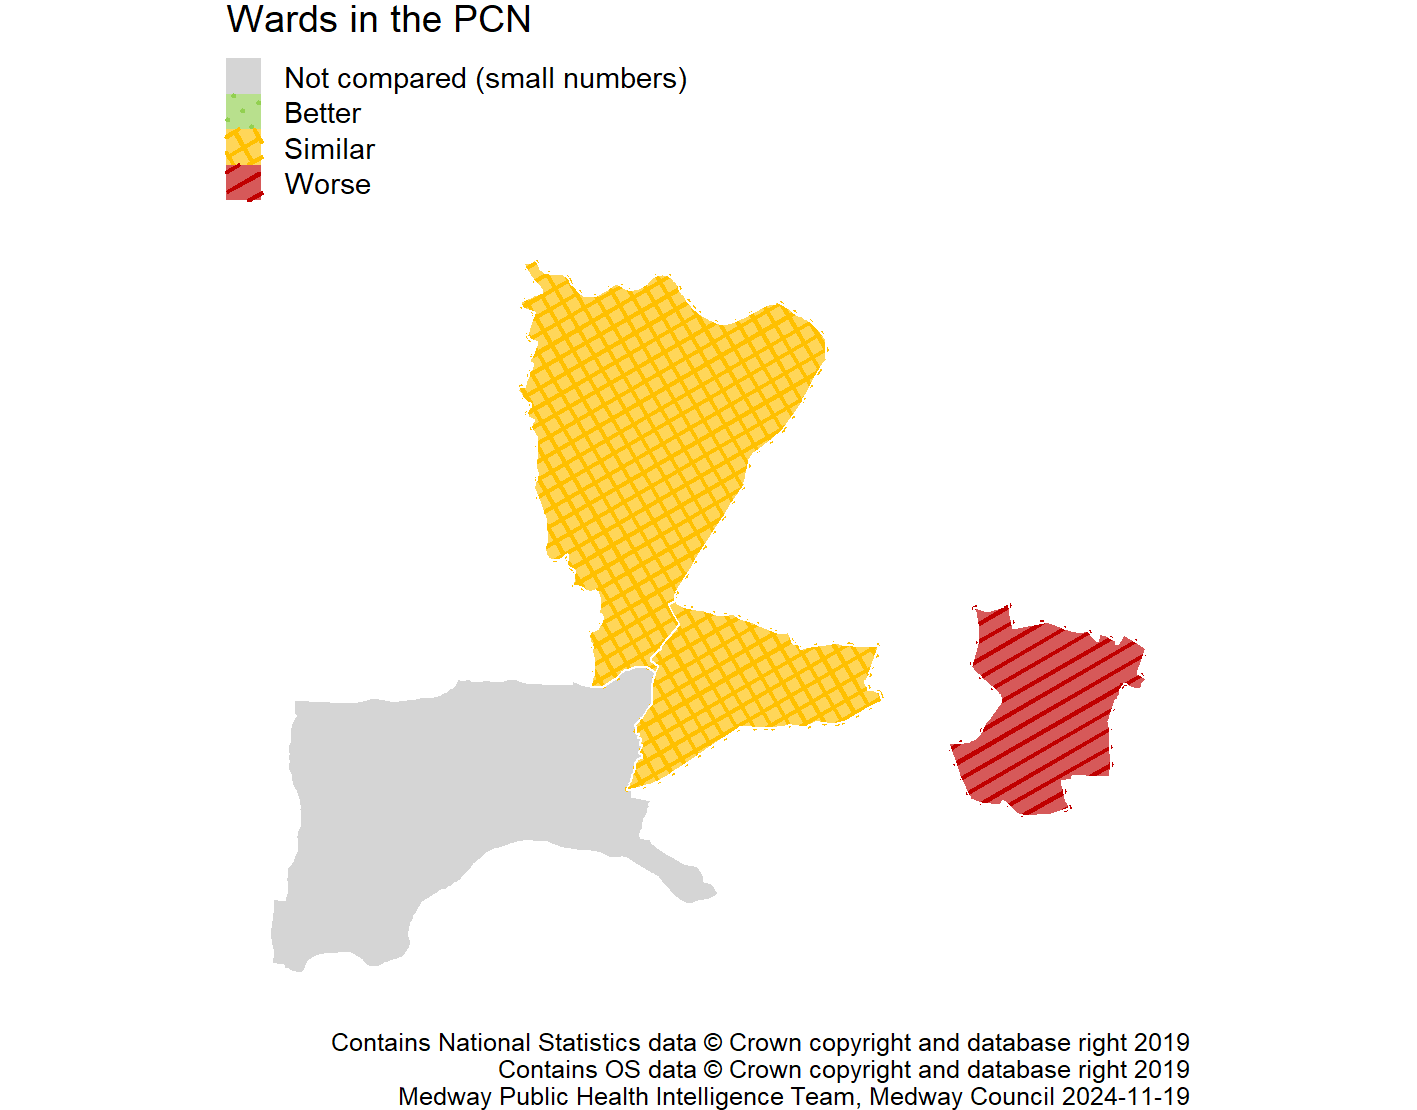 Wards in the PCN
Not compared (small numbers)
Better
Similar
Worse
Contains National Statistics data © Crown copyright and database right 2019
Contains OS data © Crown copyright and database right 2019
Medway Public Health Intelligence Team, Medway Council 2024-11-19